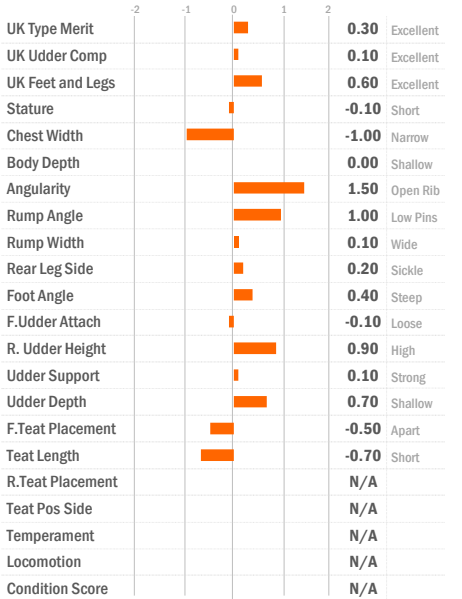 -2 -1 0 1 2
UK Type Merit 0.30 Excellent
UK Udder Comp 0.10 Excellent
UK Feet and Legs 0.60 Excellent
Stature -0.10 Short
Chest Width -1.00 Narrow
Body Depth 0.00 Shallow
Angularity 1.50 Open Rib
Rump Angle 1.00 Low Pins
Rump Width 0.10 Wide
Rear Leg Side 0.20 Sickle
Foot Angle 0.40 Steep
F.Udder Attach -0.10 Loose
R. Udder Height 0.90 High
Udder Support 0.10 Strong
Udder Depth 0.70 Shallow
F.Teat Placement -0.50 Apart
Teat Length -0.70 Short
R.Teat Placement N/A
Teat Pos Side N/A
Temperament N/A
Locomotion N/A
Condition Score N/A